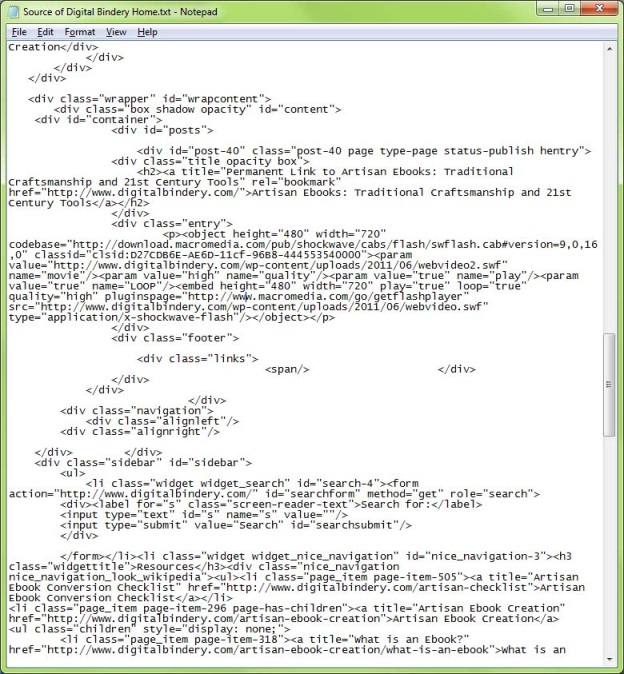 Source of Digital Bindery Home.txt - Notepad
File Edit Format View Help
Creation</div>
</div>
</div>
</div>
<div class="wrapper" id="wrapcontent">
<div class="box shadow opacity" id="content">
<div id="container">
<div id="posts">
<div id="post-40" class="post-40 page type-page status-publish hentry">
<div class="title opacity box">
<h2><a title="Permanent Link to Artisan Ebooks: Traditional
Craftsmanship and 21st Century Tools" rel="bookmark"
href="http://www.digitalbindery.com/">Artisan Ebooks: Traditional Craftsmanship and 21st
Century Tools</a></h2>
</div>
<div class="entry">
<p><object height="480" width="720"
codebase="http://download.macromedia.com/pub/shockwave/cabs/flash/swflash.cab#version=9,0,16
,0" classid="clsid:D27CDB6E-AE6D-11cf-96B8-444553540000"><param
value="http://www.digitalbindery.com/wp-content/uploads/2011/06/webvideo2.swf"
name="movie"/><param value="high" name="quality"/><param value="true" name="play"/><param
value="true" name="LOOP"/><embed height="480" width="720" play="true" loop="true"
quality="high" pluginspage="http://www.macromedia.com/go/getflashplayer"
src="http://www.digitalbindery.com/wp-content/uploads/2011/06/webvideo.swf"
type="application/x-shockwave-flash"/></object></p>
</div>
<div class="footer">
<div class="links">
<span/> </div>
</div>
</div>
</div>
<div class="navigation">
<div class="alignleft"/>
<div class="alignright"/>
</div> </div>
<div class="sidebar" id="sidebar">
<ul>
<li class="widget widget_search" id="search-4"><form
action="http://www.digitalbindery.com/" id="searchform" method="get" role="search">
<div><label for="s" class="screen-reader-text">Search for:</label>
<input type="text" id="s" name="s" value=""/>
<input type="submit" value="Search" id="searchsubmit"/>
</div>
</form></li><li class="widget widget_nice_navigation" id="nice_navigation-3"><h3
class="widgettitle">Resources</h3><div class="nice_navigation
nice_navigation_look_wikipedia"><ul><li class="page_item page-item-505"><a title="Artisan
Ebook Conversion Checklist" href="http://www.digitalbindery.com/artisan-checklist">Artisan
Ebook Conversion Checklist</a></li>
<li class="page_item page-item-296 page-has-children"><a title="Artisan Ebook Creation"
href="http://www.digitalbindery.com/artisan-ebook-creation">Artisan Ebook Creation</a>
<ul class="children" style="display: none;">
<li class="page_item page-item-318"><a title="What is an Ebook?"
href="http://www.digitalbindery.com/artisan-ebook-creation/what-is-an-ebook">What is an